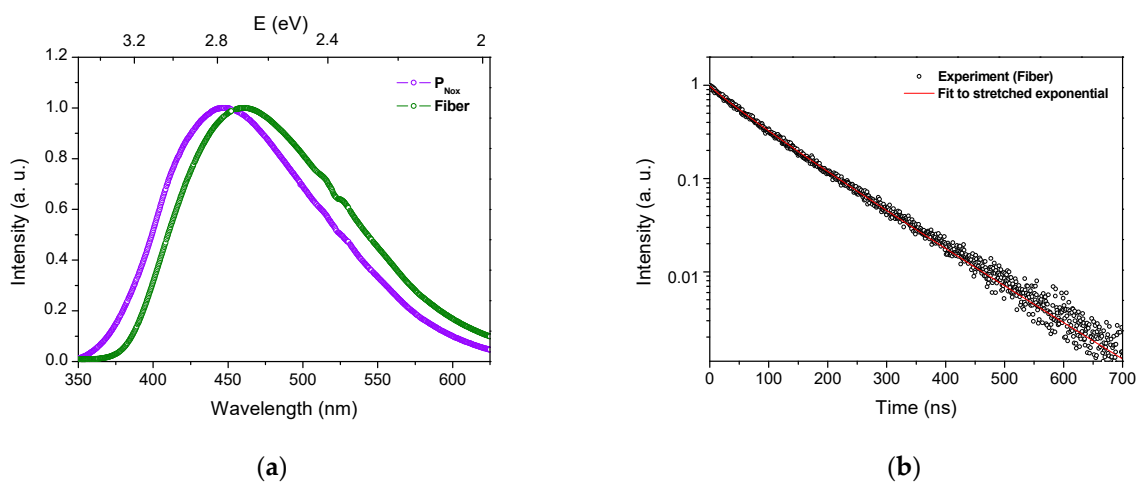 E (eV)
3.2 2.8 2.4 2
1.2
1.0
0.8
0.6
0.4
0.2
0.0
Intensity (a. u.)
P_Nox
Fiber
350 400 450 500 550 600
Wavelength (nm)
(a)
Experiment (Fiber)
Fit to stretched exponential
1
0.1
0.01
Intensity (a. u.)
0 100 200 300 400 500 600 700
Time (ns)
(b)